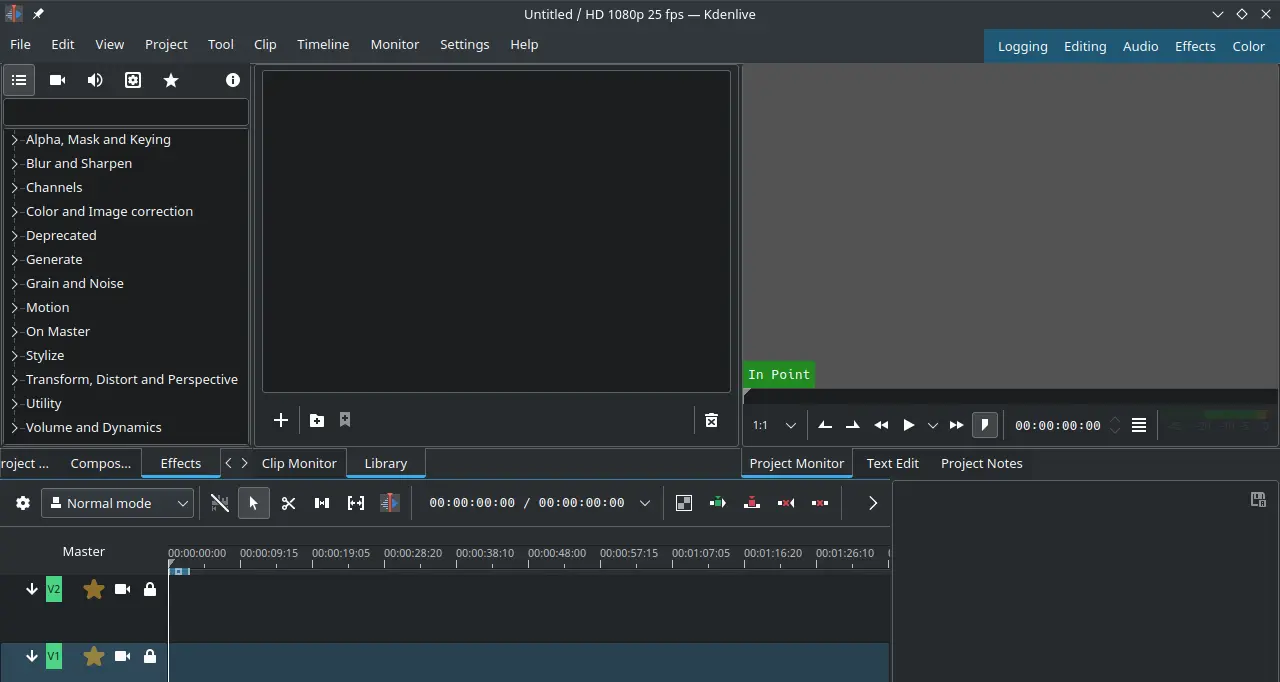 Untitled / HD 1080p 25 fps — Kdenlive
File Edit View Project Tool Clip Timeline Monitor Settings Help
Logging Editing Audio Effects Color
Alpha, Mask and Keying
Blur and Sharpen
Channels
Color and Image correction
Deprecated
Generate
Grain and Noise
Motion
On Master
Stylize
Transform, Distort and Perspective
Utility
Volume and Dynamics
In Point
1:1
00:00:00:00
roject ... Compos... Effects
Clip Monitor Library
Project Monitor Text Edit Project Notes
Normal mode
00:00:00:00 / 00:00:00:00
Master
00:00:00:00 00:00:09:15 00:00:19:05 00:00:28:20 00:00:38:10 00:00:48:00 00:00:57:15 00:01:07:05 00:01:16:20 00:01:26:10
V2
V1